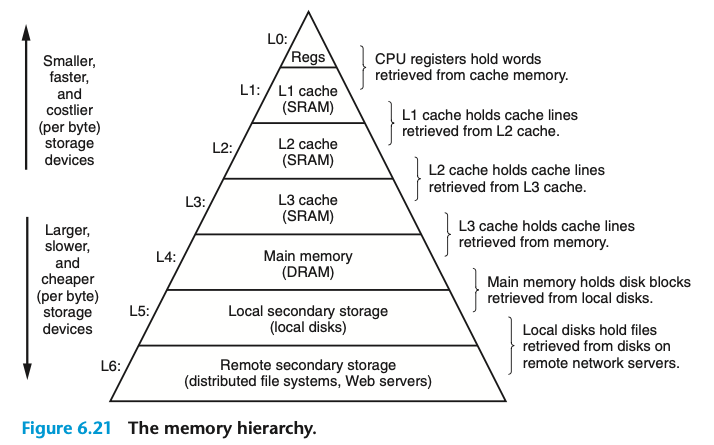 L0:
Regs
CPU registers hold words
retrieved from cache memory.
Smaller,
faster,
and
costlier
(per byte)
storage
devices
L1:
L1 cache
(SRAM)
L1 cache holds cache lines
retrieved from L2 cache.
L2:
L2 cache
(SRAM)
L2 cache holds cache lines
retrieved from L3 cache.
L3:
L3 cache
(SRAM)
L3 cache holds cache lines
retrieved from memory.
Larger,
slower,
and
cheaper
(per byte)
storage
devices
L4:
Main memory
(DRAM)
Main memory holds disk blocks
retrieved from local disks.
L5:
Local secondary storage
(local disks)
Local disks hold files
retrieved from disks on
remote network servers.
L6:
Remote secondary storage
(distributed file systems, Web servers)
Figure 6.21 The memory hierarchy.